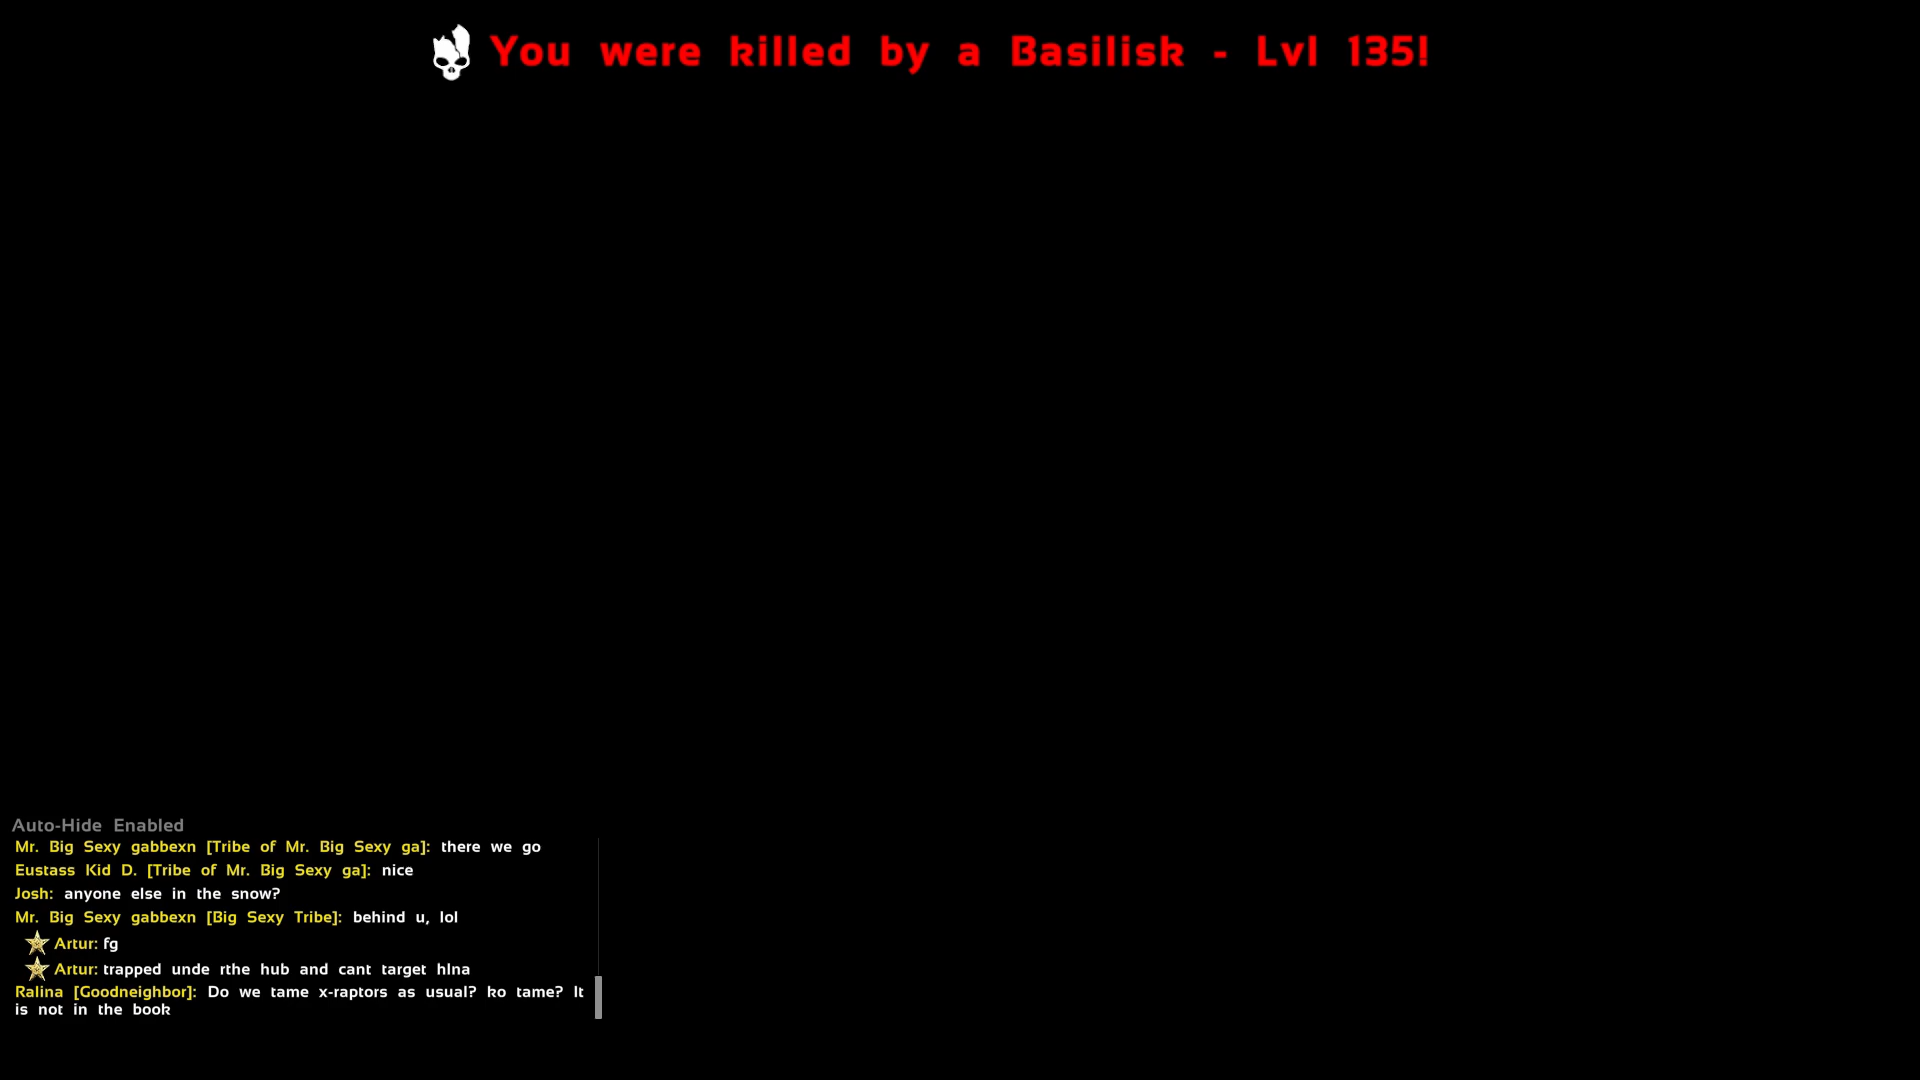 You were killed by a Basilisk - Lvl 135!
Auto-Hide Enabled
Mr. Big Sexy gabbexn [Tribe of Mr. Big Sexy ga]: there we go
Eustass Kid D. [Tribe of Mr. Big Sexy ga]: nice
Josh: anyone else in the snow?
Mr. Big Sexy gabbexn [Big Sexy Tribe]: behind u, lol
Artur: fg
Artur: trapped unde rthe hub and cant target hlna
Ralina [Goodneighbor]: Do we tame x-raptors as usual? ko tame? It
is not in the book